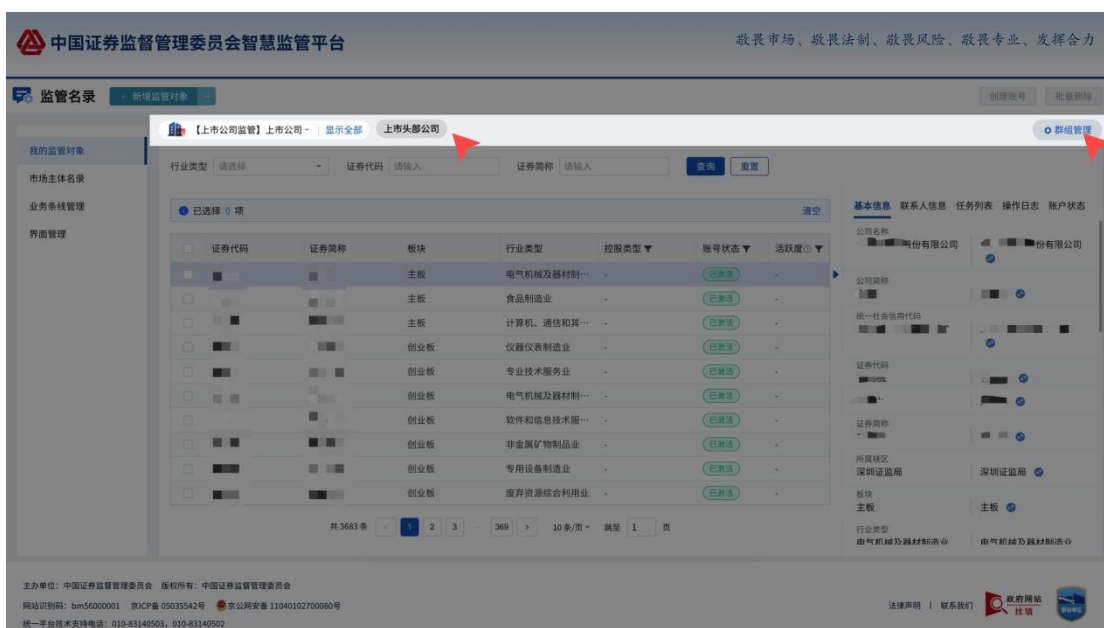 中国证券监督管理委员会智慧监管平台
敬畏市场、敬畏法制、敬畏风险、敬畏专业、发挥合力
监管名录 + 新增监管对象 ···
创建账号 批量删除
【上市公司监管】上市公司 显示全部 上市头部公司 群组管理
我的监管对象
市场主体名录
业务条线管理
界面管理
行业类型 请选择 证券代码 请输入 证券简称 请输入 查询 重置
已选择 0 项 清空
证券代码 证券简称 板块 行业类型 控股类型 账号状态 活跃度
主板 电气机械及器材制… - 已激活 -
主板 食品制造业 - 已激活 -
主板 计算机、通信和其… - 已激活 -
创业板 仪器仪表制造业 - 已激活 -
创业板 专业技术服务业 - 已激活 -
创业板 电气机械及器材制… - 已激活 -
创业板 软件和信息技术服… - 已激活 -
创业板 非金属矿物制品业 - 已激活 -
创业板 专用设备制造业 - 已激活 -
创业板 废弃资源综合利用业 - 已激活 -
共 3683 条 < 1 2 3 ··· 369 > 10 条/页 跳至 1 页
基本信息 联系人信息 任务列表 操作日志 账户状态
公司名称
份有限公司 份有限公司
公司简称
统一社会信用代码
证券代码
证券简称
所属辖区
深圳证监局 深圳证监局
板块
主板 主板
行业类型
电气机械及器材制造业 电气机械及器材制造业
主办单位：中国证券监督管理委员会 版权所有：中国证券监督管理委员会
网站识别码：bm56000001 京ICP备 05035542号 京公网安备 11040102700080号
统一平台技术支持电话：010-83140503，010-83140502
法律声明 | 联系我们
政府网站
找错
事业单位